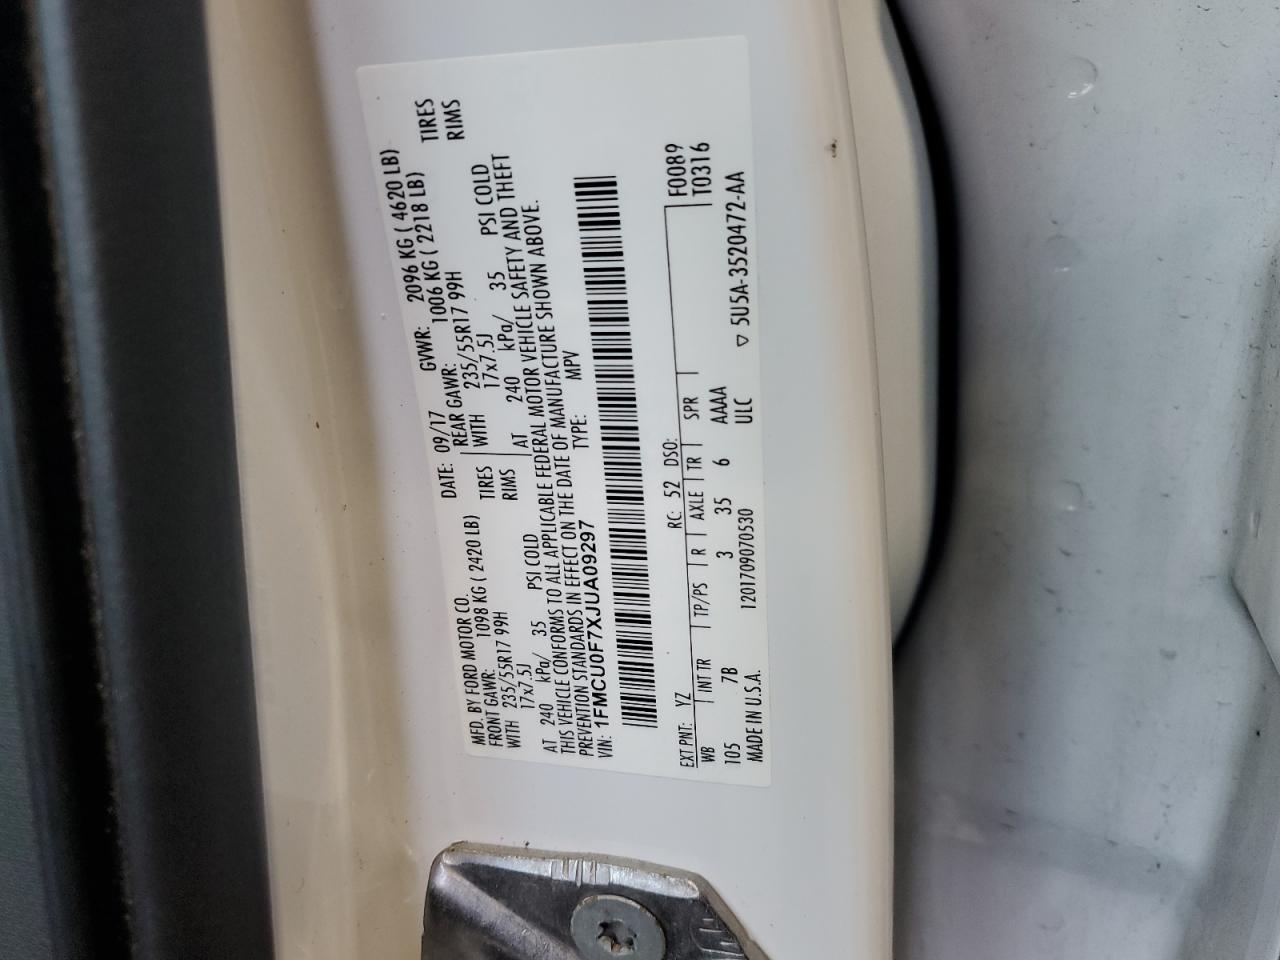 MFD. BY FORD MOTOR CO.
DATE: 09/17 GVWR: 2096 KG ( 4620 LB)
FRONT GAWR: 1098 KG ( 2420 LB) REAR GAWR: 1006 KG ( 2218 LB)
WITH 235/55R17 99H TIRES WITH 235/55R17 99H TIRES
17x7.5J RIMS 17x7.5J RIMS
AT 240 kPa/ 35 PSI COLD AT 240 kPa/ 35 PSI COLD
THIS VEHICLE CONFORMS TO ALL APPLICABLE FEDERAL MOTOR VEHICLE SAFETY AND THEFT
PREVENTION STANDARDS IN EFFECT ON THE DATE OF MANUFACTURE SHOWN ABOVE.
VIN: 1FMCU0F7XJUA09297 TYPE: MPV
EXT PNT: YZ RC: 52 DSO: F0089
WB INT TR TP/PS R AXLE TR SPR T0316
105 7B 3 35 6 AAAA ▽ 5U5A-3520472-AA
MADE IN U.S.A. 1201709070530 ULC